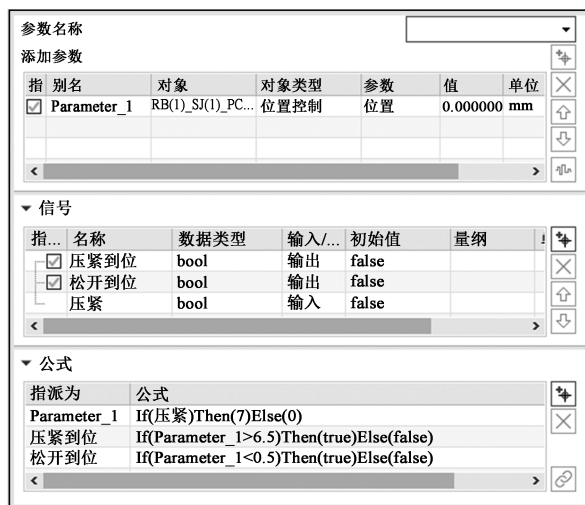 参数名称
添加参数
指 别名 对象 对象类型 参数 值 单位
Parameter_1 RB(1)_SJ(1)_PC... 位置控制 位置 0.000000 mm
信号
指... 名称 数据类型 输入/... 初始值 量纲
压紧到位 bool 输出 false
松开到位 bool 输出 false
压紧 bool 输入 false
公式
指派为 公式
Parameter_1 If(压紧)Then(7)Else(0)
压紧到位 If(Parameter_1>6.5)Then(true)Else(false)
松开到位 If(Parameter_1<0.5)Then(true)Else(false)